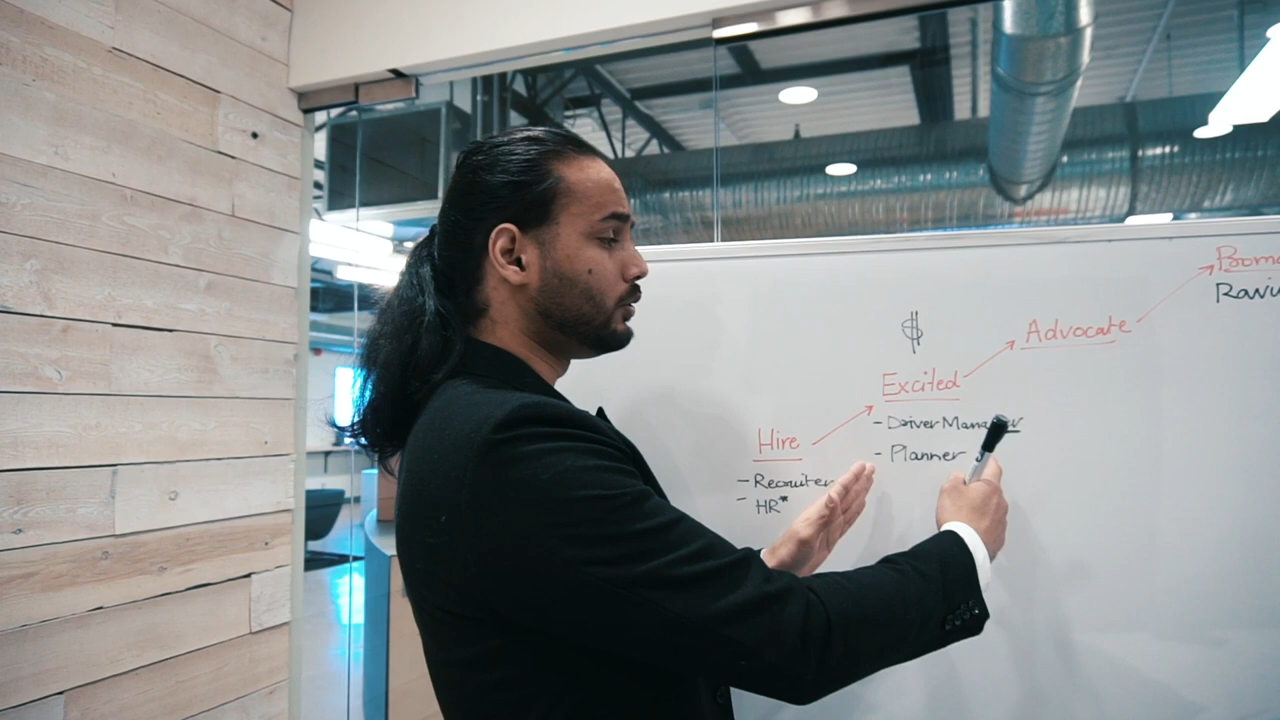 $
Hire
- Recruiter
- HR*
Excited
- Driver Manager
- Planner
Advocate